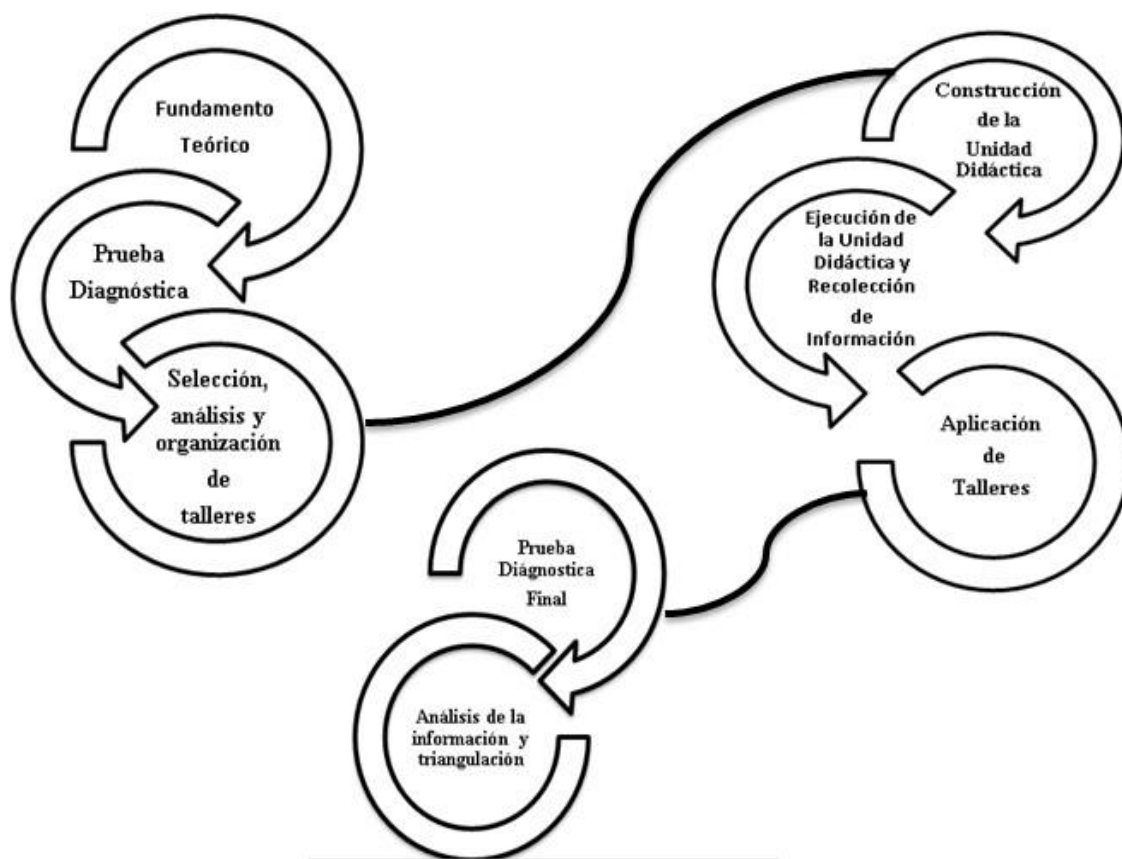 Fundamento
Teórico
Prueba
Diagnóstica
Selección,
análisis y
organización
de
talleres
Construcción
de la
Unidad
Didáctica
Ejecución de
la Unidad
Didáctica y
Recolección
de
Información
Aplicación
de
Talleres
Prueba
Diágnostica
Final
Análisis de la
información y
triangulación